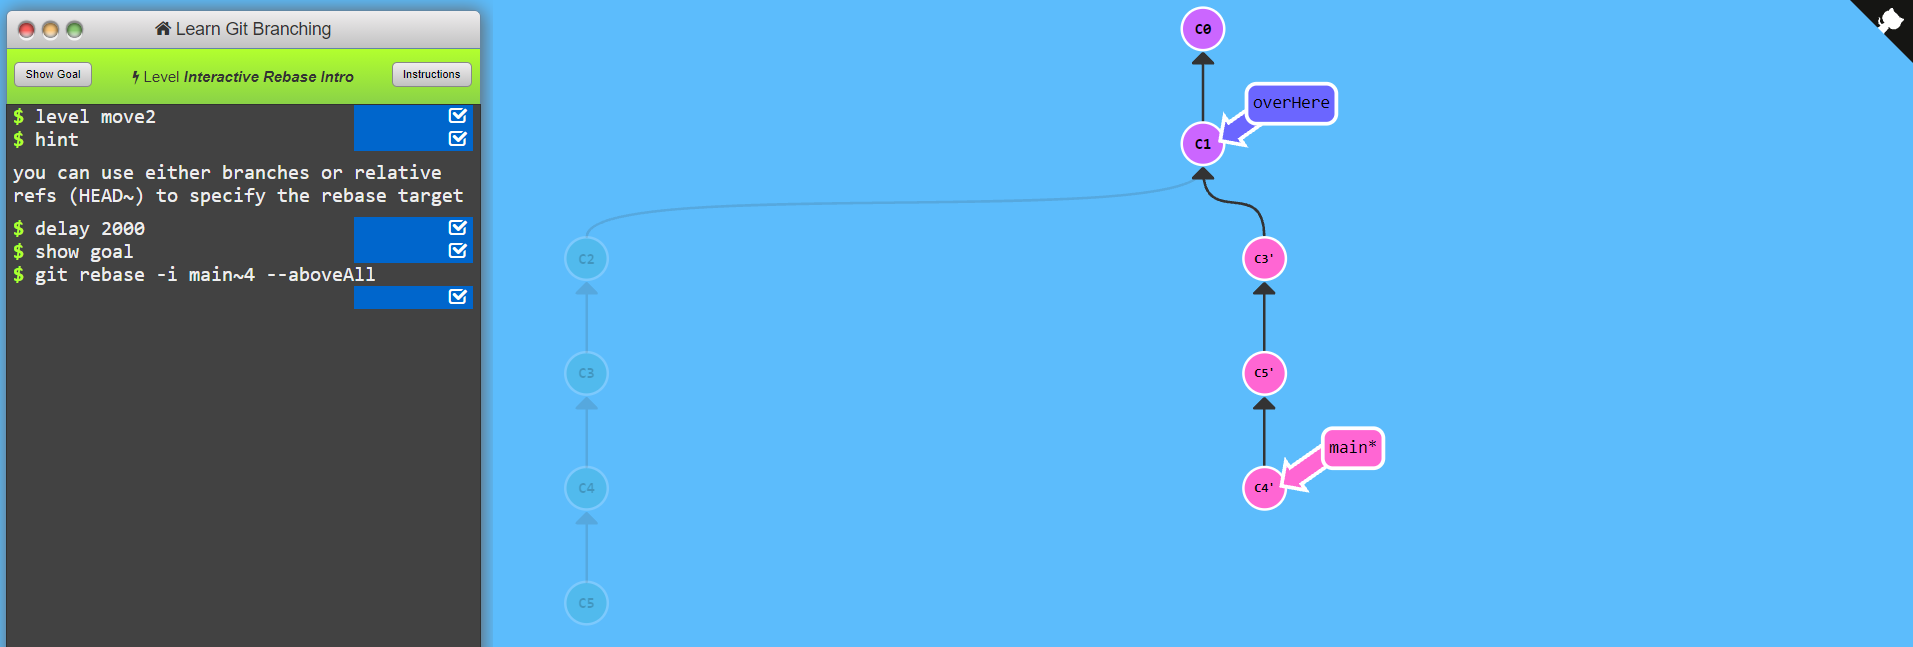 Learn Git Branching
Show Goal
Level Interactive Rebase Intro
Instructions
$ level move2
$ hint
you can use either branches or relative
refs (HEAD~) to specify the rebase target
$ delay 2000
$ show goal
$ git rebase -i main~4 --aboveAll
C0
overHere
C1
C2
C3'
C3
C5'
main*
C4
C4'
C5